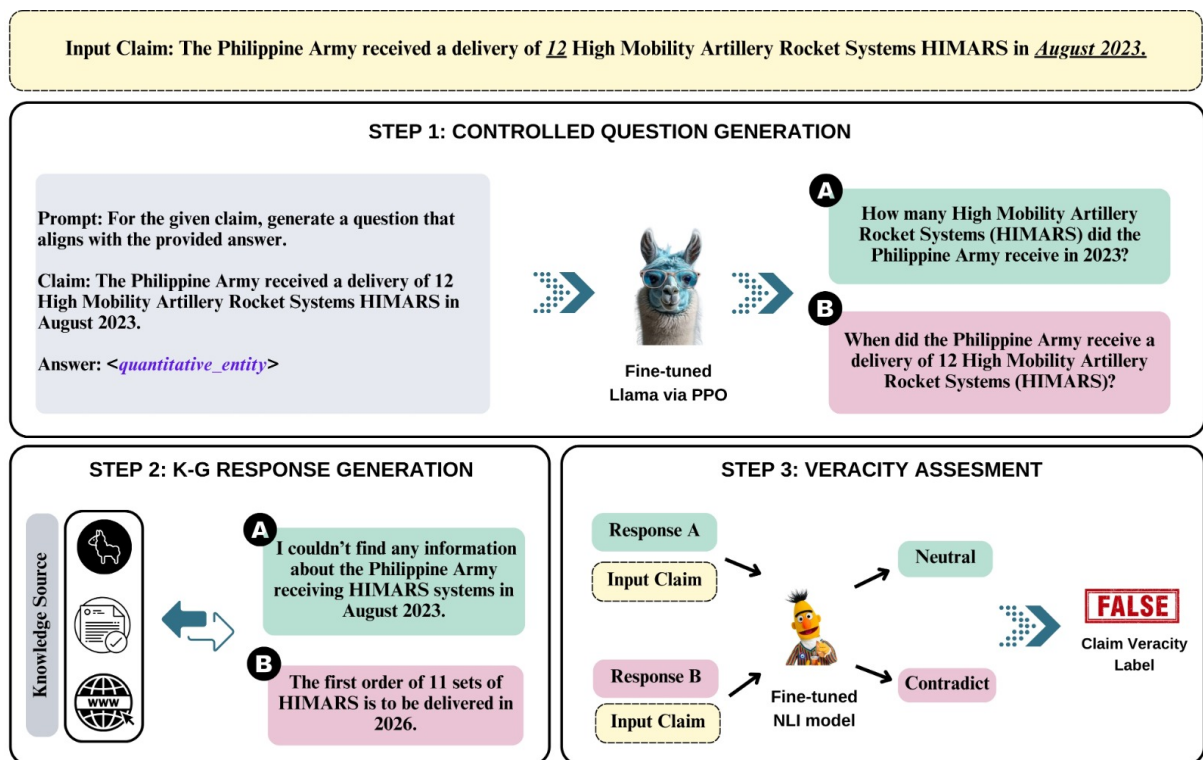 Input Claim: The Philippine Army received a delivery of 12 High Mobility Artillery Rocket Systems HIMARS in August 2023.
STEP 1: CONTROLLED QUESTION GENERATION
Prompt: For the given claim, generate a question that
aligns with the provided answer.
Claim: The Philippine Army received a delivery of 12
High Mobility Artillery Rocket Systems HIMARS in
August 2023.
Answer: <quantitative_entity>
Fine-tuned
Llama via PPO
A
How many High Mobility Artillery
Rocket Systems (HIMARS) did the
Philippine Army receive in 2023?
B
When did the Philippine Army receive a
delivery of 12 High Mobility Artillery
Rocket Systems (HIMARS)?
STEP 2: K-G RESPONSE GENERATION
Knowledge Source
WWW
A
I couldn't find any information
about the Philippine Army
receiving HIMARS systems in
August 2023.
B
The first order of 11 sets of
HIMARS is to be delivered in
2026.
STEP 3: VERACITY ASSESMENT
Response A
Input Claim
Response B
Input Claim
Fine-tuned
NLI model
Neutral
Contradict
FALSE
Claim Veracity
Label